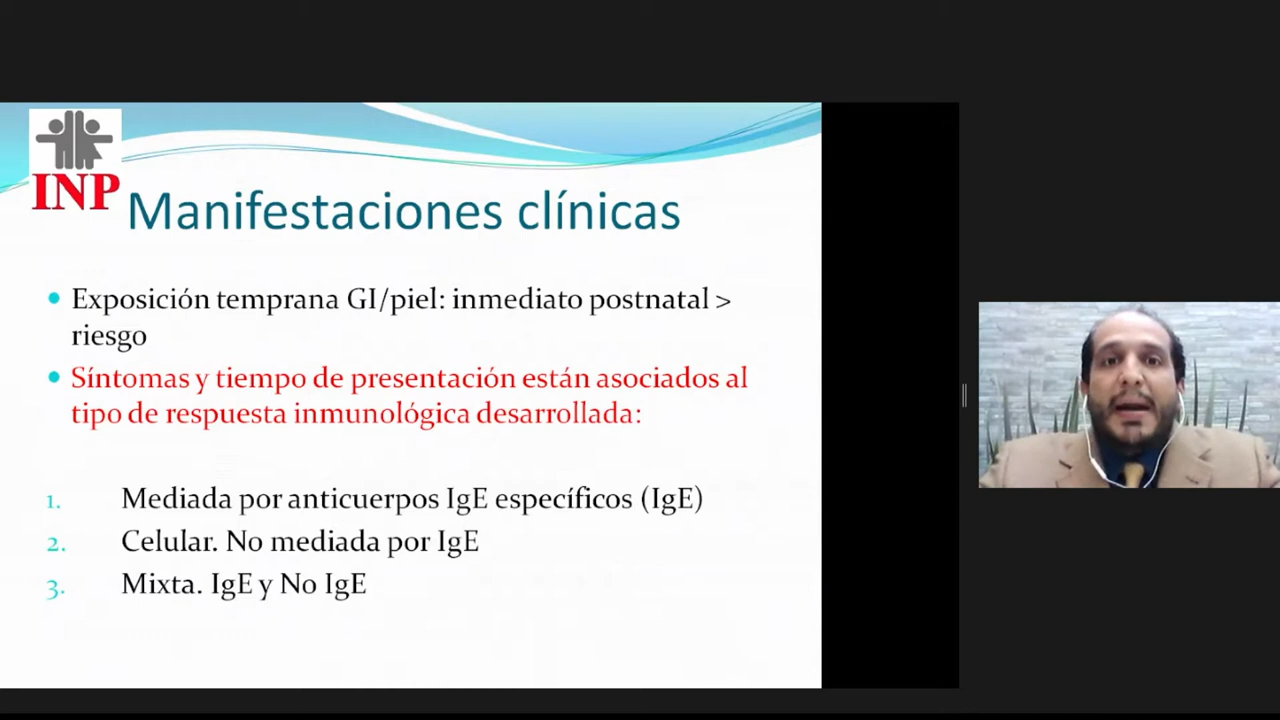 INP
Manifestaciones clínicas
• Exposición temprana GI/piel: inmediato postnatal >
riesgo
• Síntomas y tiempo de presentación están asociados al
tipo de respuesta inmunológica desarrollada:
1. Mediada por anticuerpos IgE específicos (IgE)
2. Celular. No mediada por IgE
3. Mixta. IgE y No IgE